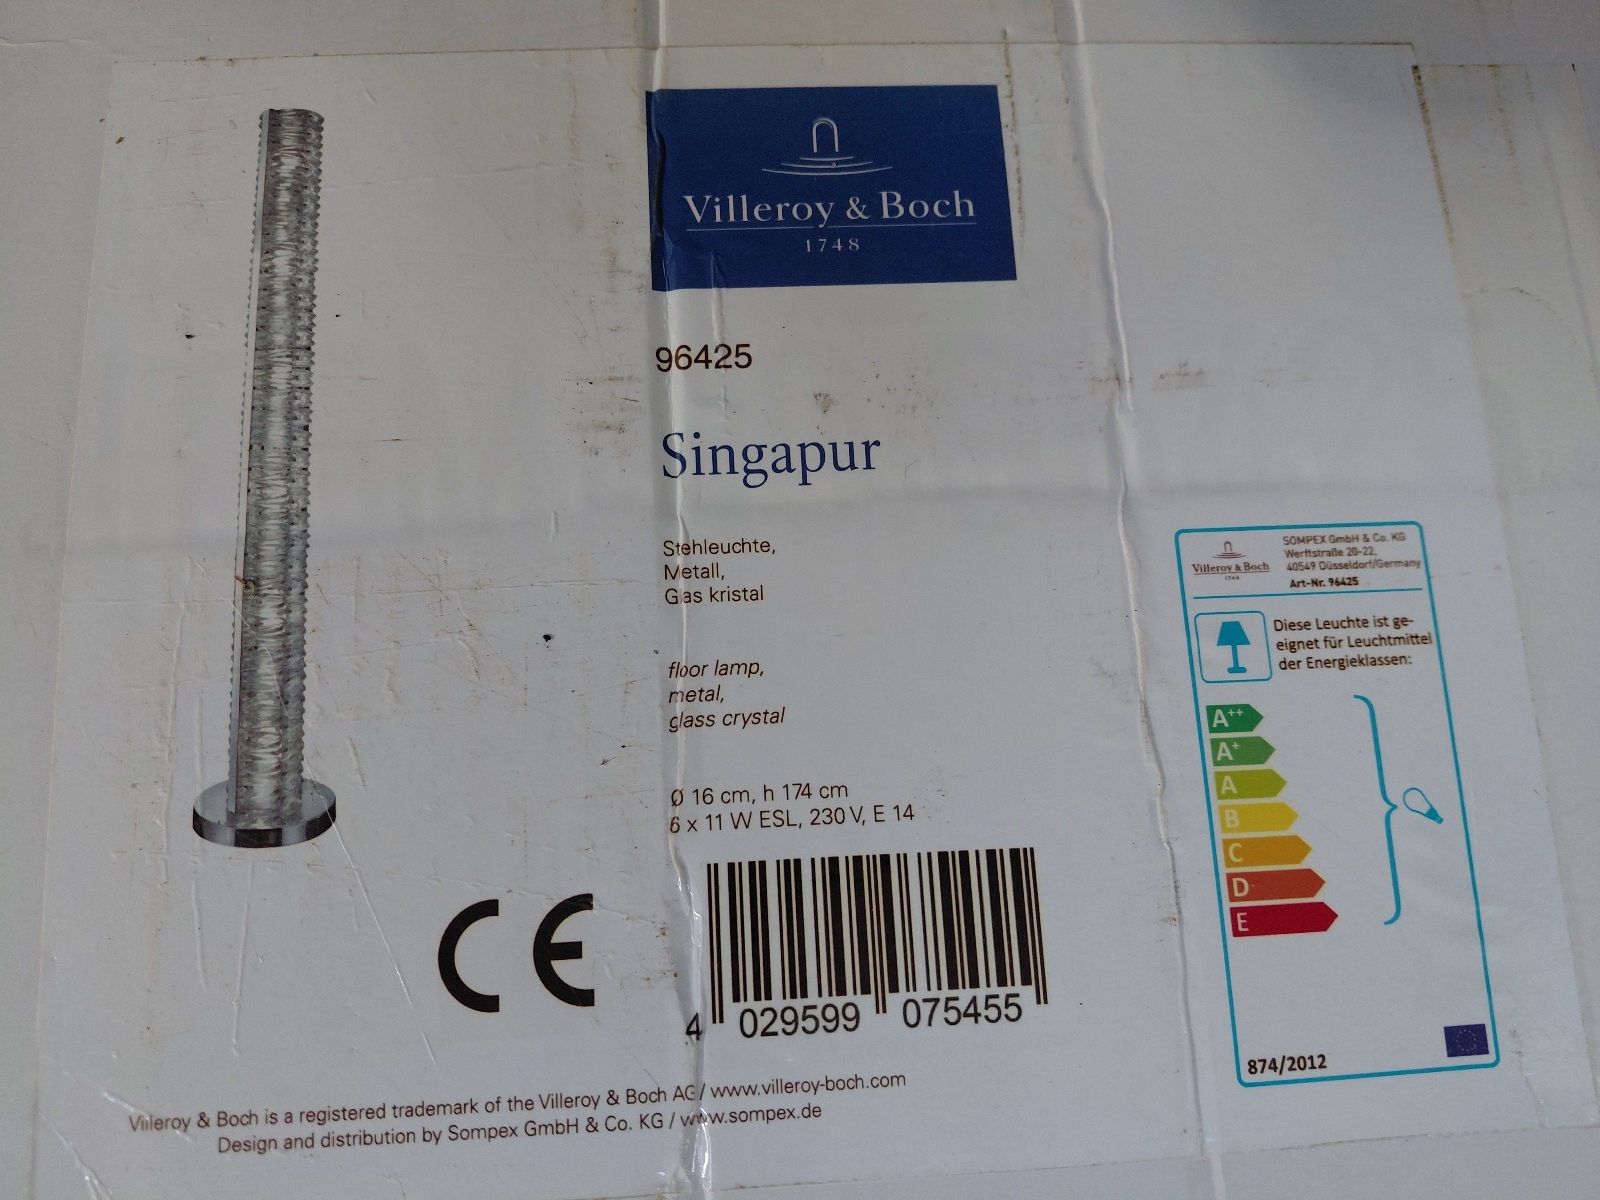 Villeroy & Boch
1748
96425
Singapur
Stehleuchte,
Metall,
Glas kristal
floor lamp,
metal,
glass crystal
Ø 16 cm, h 174 cm
6 x 11 W ESL, 230 V, E 14
CE
4 029599 075455
Villeroy & Boch is a registered trademark of the Villeroy & Boch AG / www.villeroy-boch.com
Design and distribution by Sompex GmbH & Co. KG / www.sompex.de
Villeroy & Boch
1748
SOMPEX GmbH & Co. KG
Werftstraße 20-22,
40549 Düsseldorf/Germany
Art-Nr. 96425
Diese Leuchte ist ge-
eignet für Leuchtmittel
der Energieklassen:
A++
A+
A
B
C
D
E
874/2012